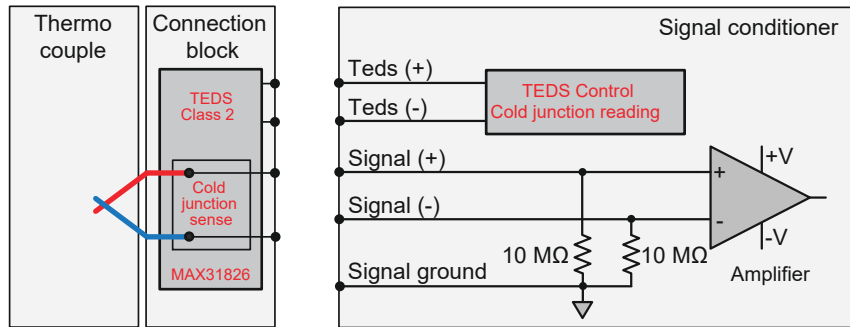 Thermo
couple
Connection
block
TEDS
Class 2
Cold
junction
sense
MAX31826
Signal conditioner
Teds (+)
Teds (-)
TEDS Control
Cold junction reading
Signal (+)
Signal (-)
Signal ground
10 MΩ
10 MΩ
+
-
+V
-V
Amplifier